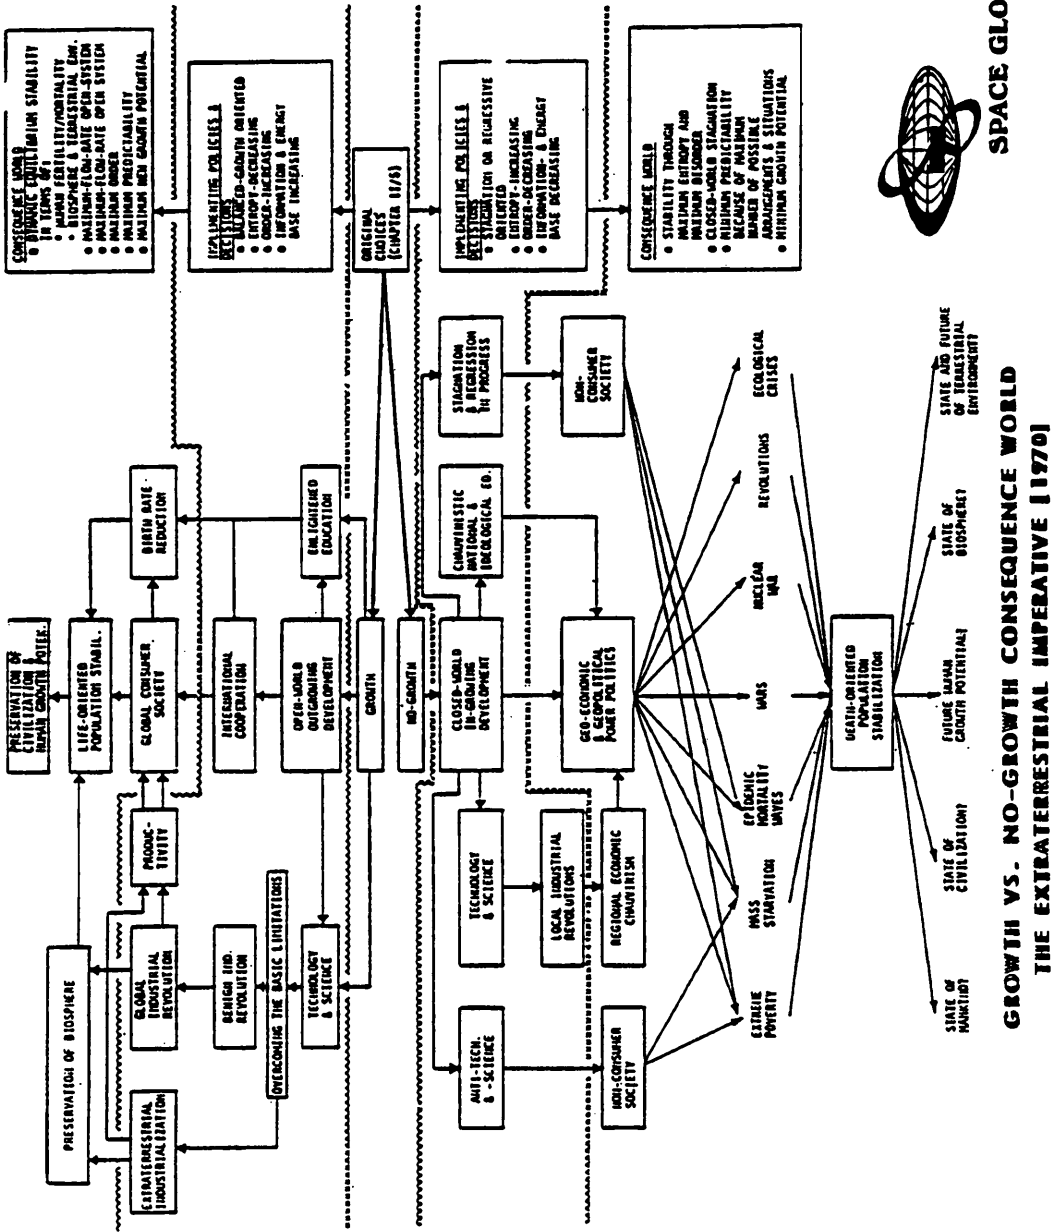 PRESERVATION OF
CIVILIZATION &
HUMAN GROWTH POTEK.
CONSEQUENCE WORLD
● DYNAMIC EQUILIBRIUM STABILITY
IN TERMS OF:
● HUMAN FERTILITY/MORTALITY
● BIOSPHERE & TERRESTRIAL ENV.
● MAXIMUM-FLOW-RATE OPEN-SYSTEM
● MAXIMUM-FLOW-RATE OPEN SYSTEM
● MAXIMUM ORDER
● MAXIMUM PREDICTABILITY
● MAXIMUM NEW GROWTH POTENTIAL
PRESERVATION OF BIOSPHERE
LIFE-ORIENTED
POPULATION STABIL.
EXTRATERRESTRIAL
INDUSTRIALIZATION
GLOBAL
INDUSTRIAL
REVOLUTION
PRODUC-
TIVITY
GLOBAL CONSUMER.
SOCIETY
BIRTH RATE
REDUCTION
IMPLEMENTING POLICIES &
DECISIONS
● BALANCED-GROWTH ORIENTED
● ENTROPY-DECREASING
● ORDER-INCREASING
● INFORMATION & ENERGY
BASE INCREASING
BENIGN IND.
REVOLUTION
INTERNATIONAL
COOPERATION
OVERCOMING THE BASIC LIMITATIONS
TECHNOLOGY
& SCIENCE
OPEN-WORLD
OUTGROWING
DEVELOPMENT
ENLIGHTENED
EDUCATION
GROWTH
ORIGINAL
CHOICES
(CHAPTER II/6)
NO-GROWTH
ANTI-TECH.
& -SCIENCE
TECHNOLOGY
& SCIENCE
CLOSED-WORLD
IN-GROWING
DEVELOPMENT
CHAUVINISTIC
NATIONAL &
IDEOLOGICAL ED.
STAGNATION
& REGRESSION
IN PROGRESS
IMPLEMENTING POLICIES &
DECISIONS
● STAGNATION OR REGRESSIVE
ORIENTED
● ENTROPY-INCREASING
● ORDER-DECREASING
● INFORMATION- & ENERGY
BASE DECREASING
LOCAL INDUSTRIAL
REVOLUTIONS
NON-CONSUMER
SOCIETY
REGIONAL ECONOMIC
CHAUVINISM
GEO-ECONOMIC
& GEOPOLITICAL
POWER POLITICS
NON-
CONSUMER
SOCIETY
CONSEQUENCE WORLD
● STABILITY THROUGH
MAXIMUM ENTROPY AND
MAXIMUM DISORDER
● CLOSED-WORLD STAGNATION
● MINIMUM PREDICTABILITY
BECAUSE OF MAXIMUM
NUMBER OF POSSIBLE
ARRANGEMENTS & SITUATIONS
● MINIMUM GROWTH POTENTIAL
EXTREME
POVERTY
MASS
STARVATION
EPIDEMIC
MORTALITY
WAVES
WARS
NUCLEAR
WAR
REVOLUTIONS
ECOLOGICAL
CRISES
DEATH-ORIENTED
POPULATION
STABILIZATION
STATE OF
MANKIND?
STATE OF
CIVILIZATION?
FUTURE HUMAN
GROWTH POTENTIAL?
STATE OF
BIOSPHERE?
STATE AND FUTURE
OF TERRESTRIAL
ENVIRONMENT?
GROWTH VS. NO-GROWTH CONSEQUENCE WORLD
THE EXTRATERRESTRIAL IMPERATIVE [1970]
SPACE GLO